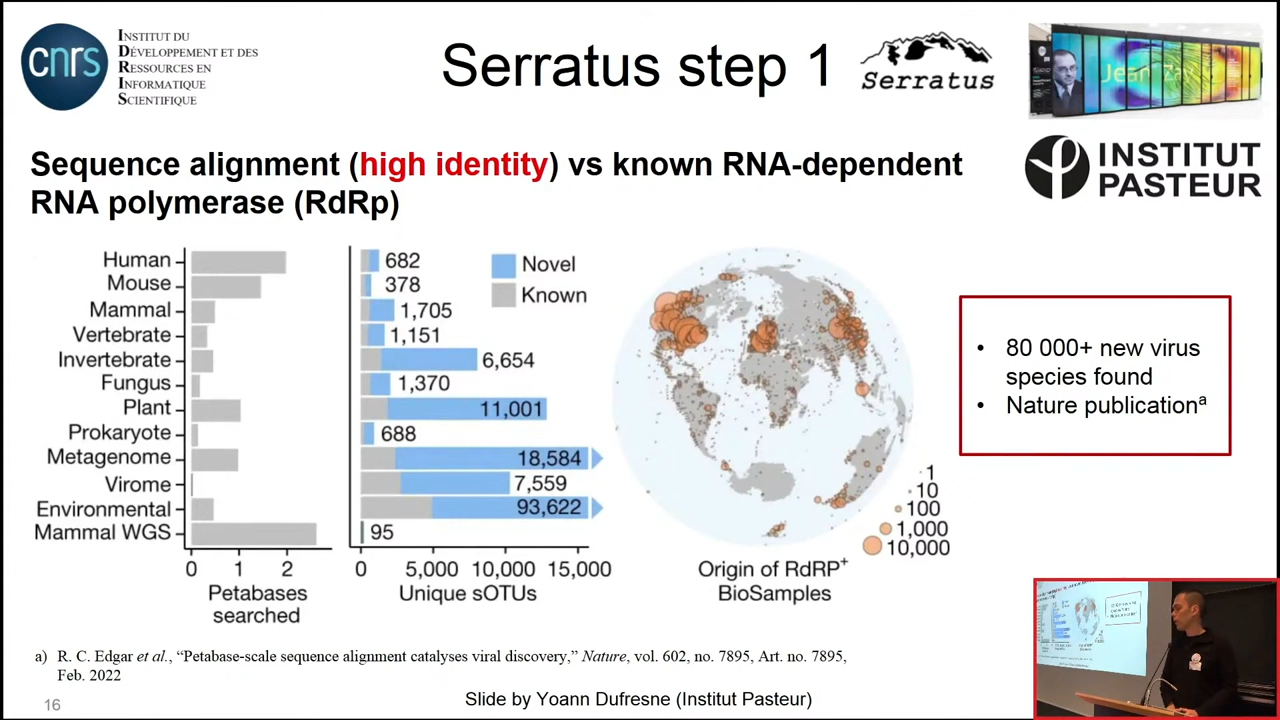 cnrs
INSTITUT DU
DÉVELOPPEMENT ET DES
RESSOURCES EN
INFORMATIQUE
SCIENTIFIQUE
Serratus step 1
Serratus
Jean Zay
INSTITUT
PASTEUR
Sequence alignment (high identity) vs known RNA-dependent
RNA polymerase (RdRp)
Human
Mouse
Mammal
Vertebrate
Invertebrate
Fungus
Plant
Prokaryote
Metagenome
Virome
Environmental
Mammal WGS
0 1 2
Petabases
searched
682
378
1,705
1,151
6,654
1,370
11,001
688
18,584
7,559
93,622
95
0 5,000 10,000 15,000
Unique sOTUs
Novel
Known
1
10
100
1,000
10,000
Origin of RdRP+
BioSamples
• 80 000+ new virus
species found
• Nature publicationᵃ
a) R. C. Edgar et al., “Petabase-scale sequence alignment catalyses viral discovery,” Nature, vol. 602, no. 7895, Art. no. 7895,
Feb. 2022
16
Slide by Yoann Dufresne (Institut Pasteur)